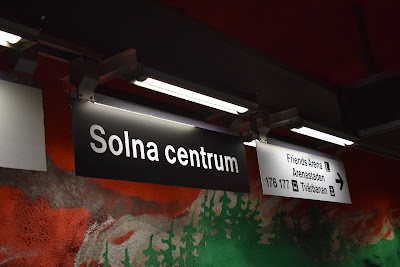 Solna centrum
Friends Arena
Arenastaden
176 177 Tvärbanan